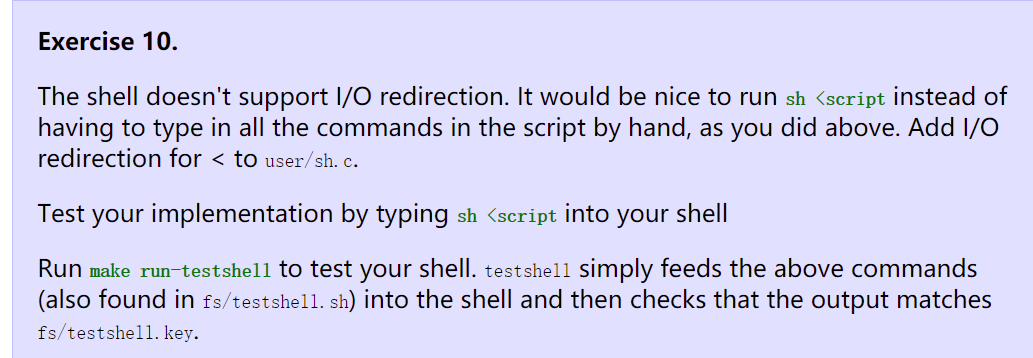 Exercise 10.
The shell doesn't support I/O redirection. It would be nice to run sh <script instead of
having to type in all the commands in the script by hand, as you did above. Add I/O
redirection for < to user/sh.c.
Test your implementation by typing sh <script into your shell
Run make run-testshell to test your shell. testshell simply feeds the above commands
(also found in fs/testshell.sh) into the shell and then checks that the output matches
fs/testshell.key.